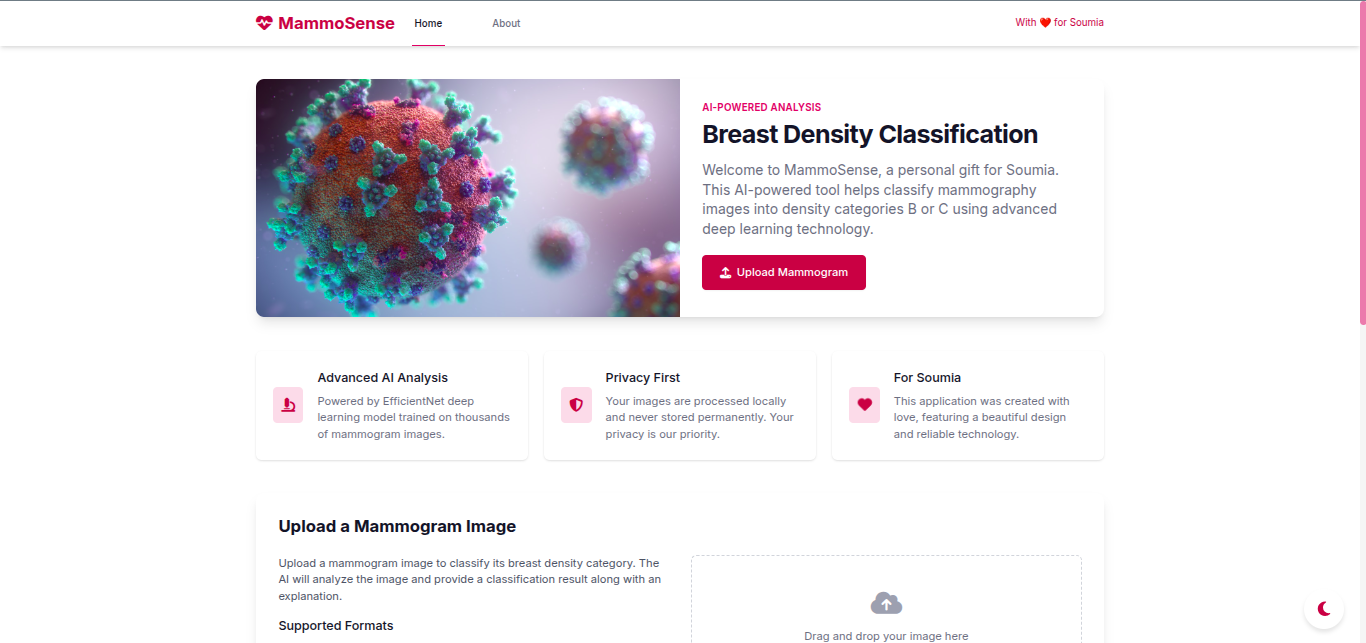 MammoSense
Home
About
With ❤️ for Soumia
AI-POWERED ANALYSIS
Breast Density Classification
Welcome to MammoSense, a personal gift for Soumia.
This AI-powered tool helps classify mammography
images into density categories B or C using advanced
deep learning technology.
Upload Mammogram
Advanced AI Analysis
Powered by EfficientNet deep
learning model trained on thousands
of mammogram images.
Privacy First
Your images are processed locally
and never stored permanently. Your
privacy is our priority.
For Soumia
This application was created with
love, featuring a beautiful design
and reliable technology.
Upload a Mammogram Image
Upload a mammogram image to classify its breast density category. The
AI will analyze the image and provide a classification result along with an
explanation.
Supported Formats
Drag and drop your image here